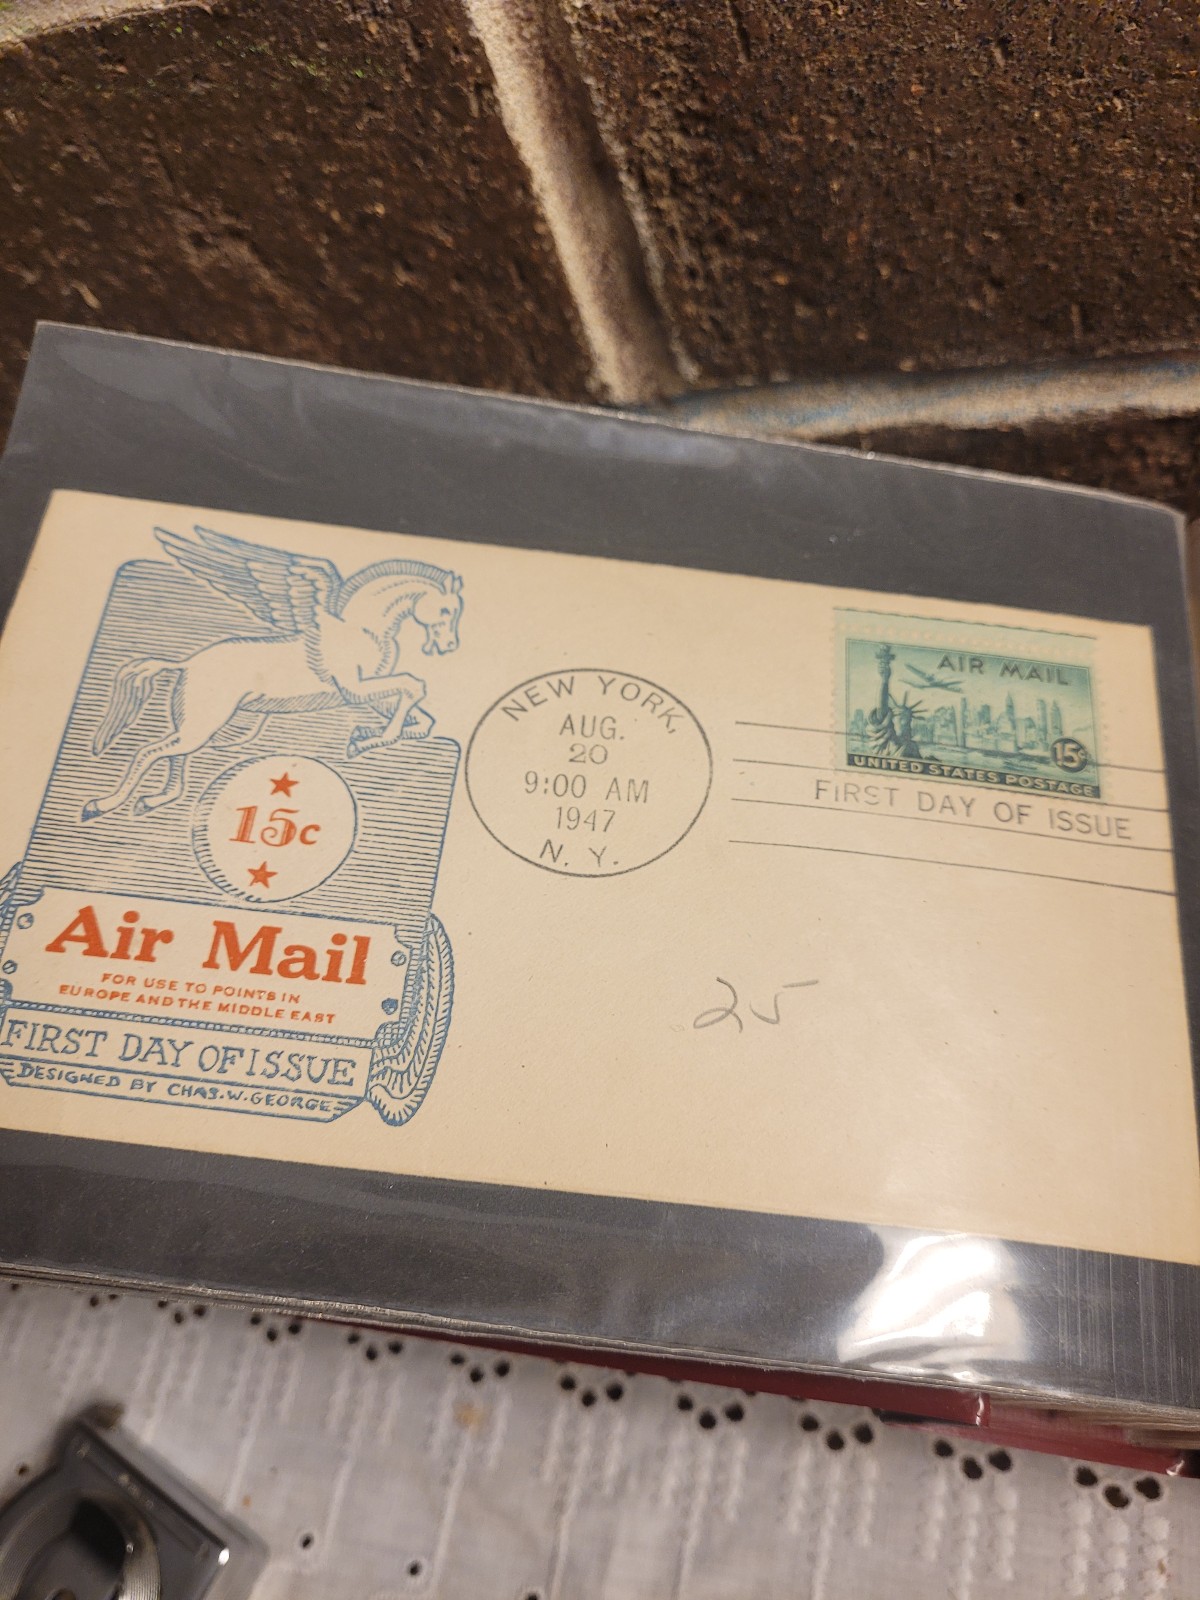 15c
Air Mail
FOR USE TO POINTS IN
EUROPE AND THE MIDDLE EAST
FIRST DAY OF ISSUE
DESIGNED BY CHAS. W. GEORGE
NEW YORK,
AUG.
20
9:00 AM
1947
N. Y.
AIR MAIL
15¢
UNITED STATES POSTAGE
FIRST DAY OF ISSUE
25